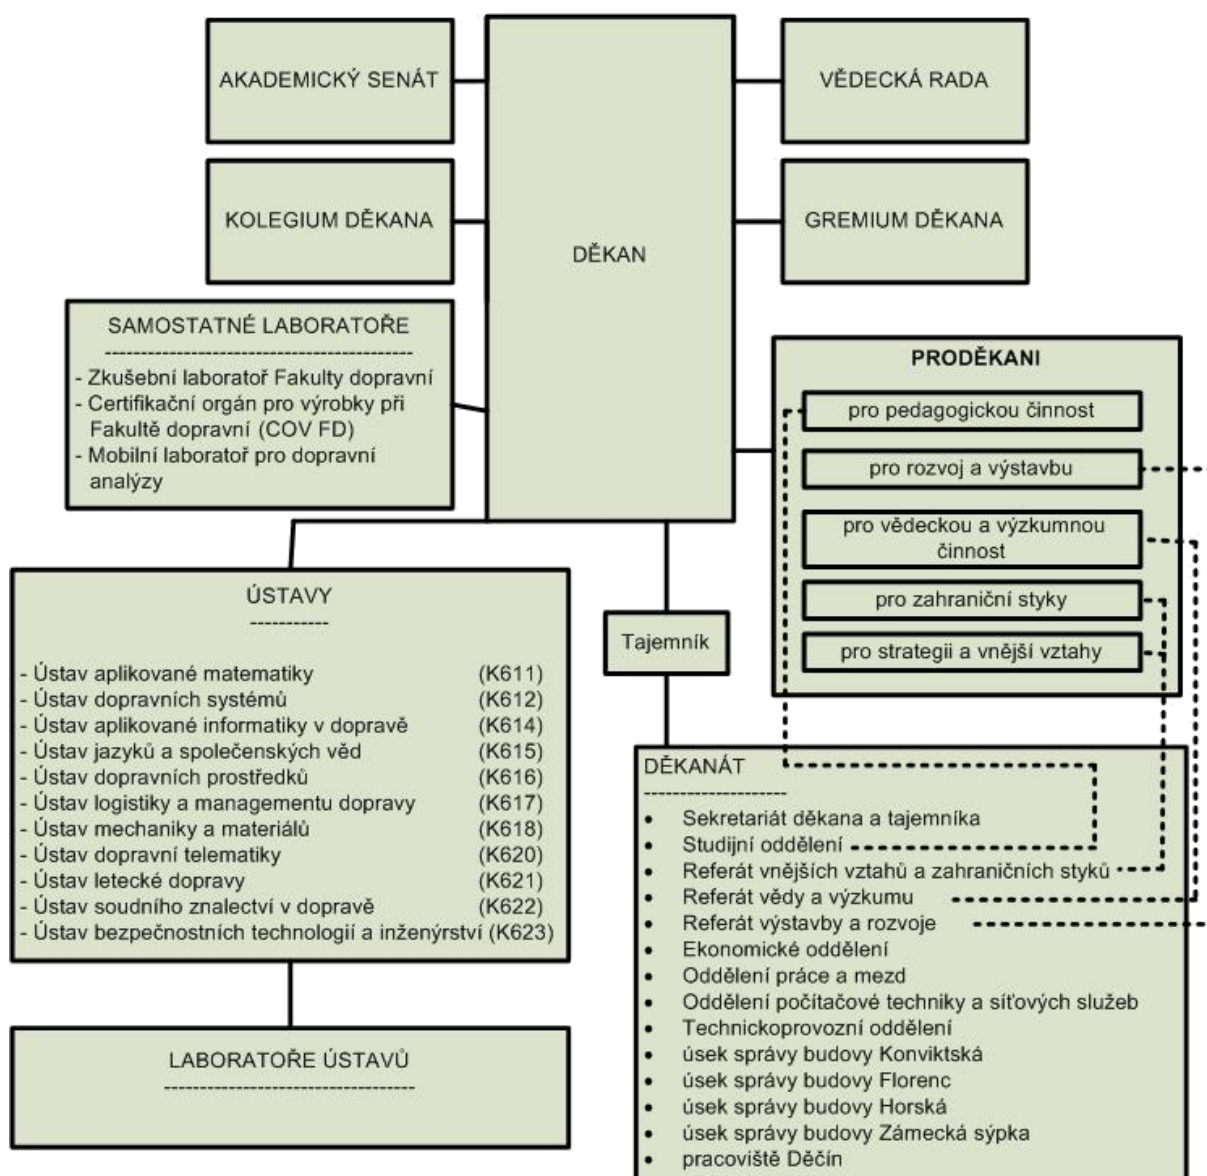 AKADEMICKÝ SENÁT
VĚDECKÁ RADA
KOLEGIUM DĚKANA
GREMIUM DĚKANA
DĚKAN
SAMOSTATNÉ LABORATOŘE
-------------------------------------------
- Zkušební laboratoř Fakulty dopravní
- Certifikační orgán pro výrobky při
Fakultě dopravní (COV FD)
- Mobilní laboratoř pro dopravní
analýzy
PRODĚKANI
pro pedagogickou činnost
pro rozvoj a výstavbu
pro vědeckou a výzkumnou
činnost
pro zahraniční styky
pro strategii a vnější vztahy
ÚSTAVY
-----------
- Ústav aplikované matematiky (K611)
- Ústav dopravních systémů (K612)
- Ústav aplikované informatiky v dopravě (K614)
- Ústav jazyků a společenských věd (K615)
- Ústav dopravních prostředků (K616)
- Ústav logistiky a managementu dopravy (K617)
- Ústav mechaniky a materiálů (K618)
- Ústav dopravní telematiky (K620)
- Ústav letecké dopravy (K621)
- Ústav soudního znalectví v dopravě (K622)
- Ústav bezpečnostních technologií a inženýrství (K623)
Tajemník
DĚKANÁT
--------------------
• Sekretariát děkana a tajemníka
• Studijní oddělení
• Referát vnějších vztahů a zahraničních styků
• Referát vědy a výzkumu
• Referát výstavby a rozvoje
• Ekonomické oddělení
• Oddělení práce a mezd
• Oddělení počítačové techniky a síťových služeb
• Technickoprovozní oddělení
• úsek správy budovy Konviktská
• úsek správy budovy Florenc
• úsek správy budovy Horská
• úsek správy budovy Zámecká sýpka
• pracoviště Děčín
LABORATOŘE ÚSTAVŮ
-----------------------------------